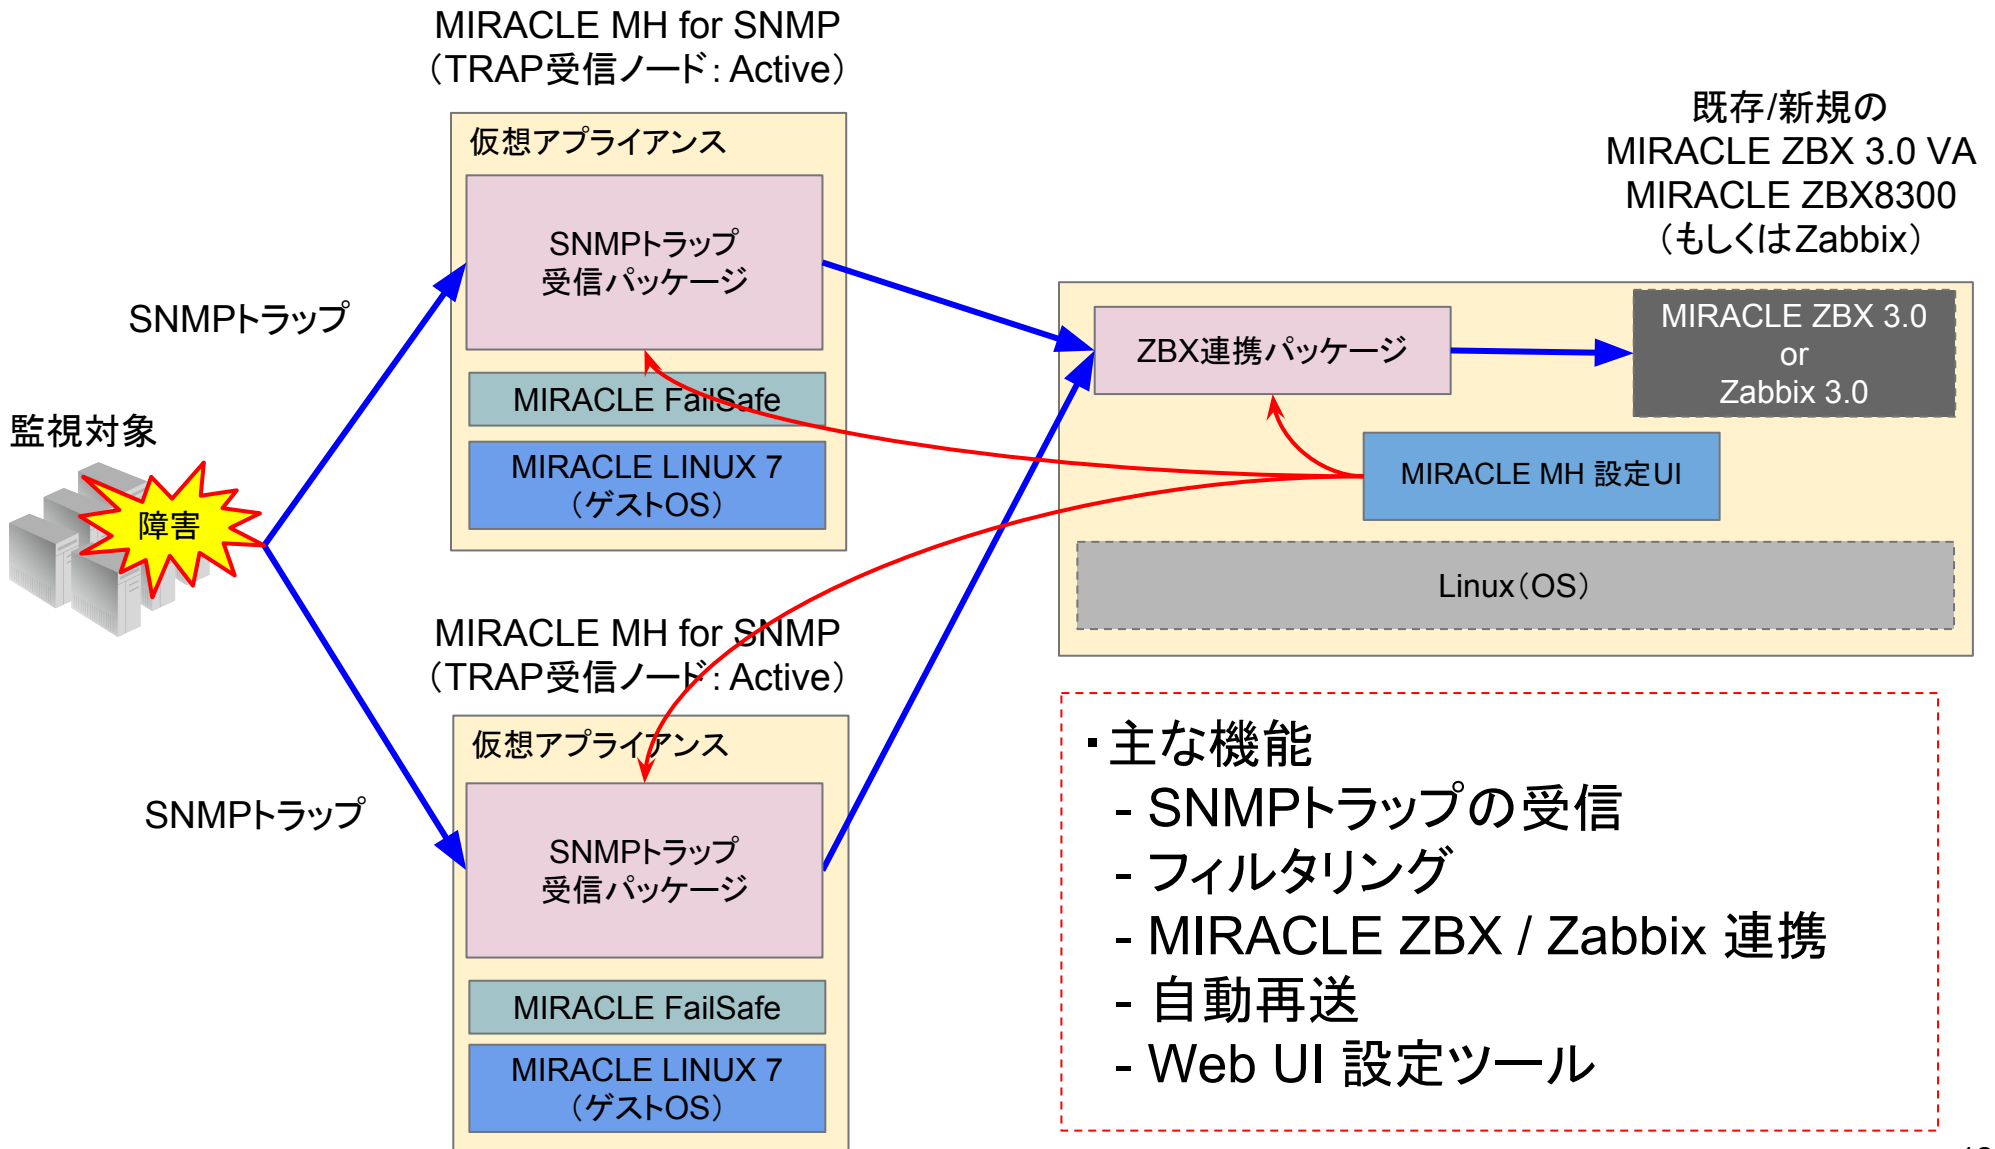 MIRACLE MH for SNMP
（TRAP受信ノード：Active）
仮想アプライアンス
SNMPトラップ
受信パッケージ
MIRACLE FailSafe
MIRACLE LINUX 7
（ゲストOS）
SNMPトラップ
監視対象
障害
SNMPトラップ
MIRACLE MH for SNMP
（TRAP受信ノード：Active）
仮想アプライアンス
SNMPトラップ
受信パッケージ
MIRACLE FailSafe
MIRACLE LINUX 7
（ゲストOS）
既存/新規の
MIRACLE ZBX 3.0 VA
MIRACLE ZBX8300
（もしくはZabbix）
ZBX連携パッケージ
MIRACLE ZBX 3.0
or
Zabbix 3.0
MIRACLE MH 設定UI
Linux（OS）
・主な機能
- SNMPトラップの受信
- フィルタリング
- MIRACLE ZBX / Zabbix 連携
- 自動再送
- Web UI 設定ツール